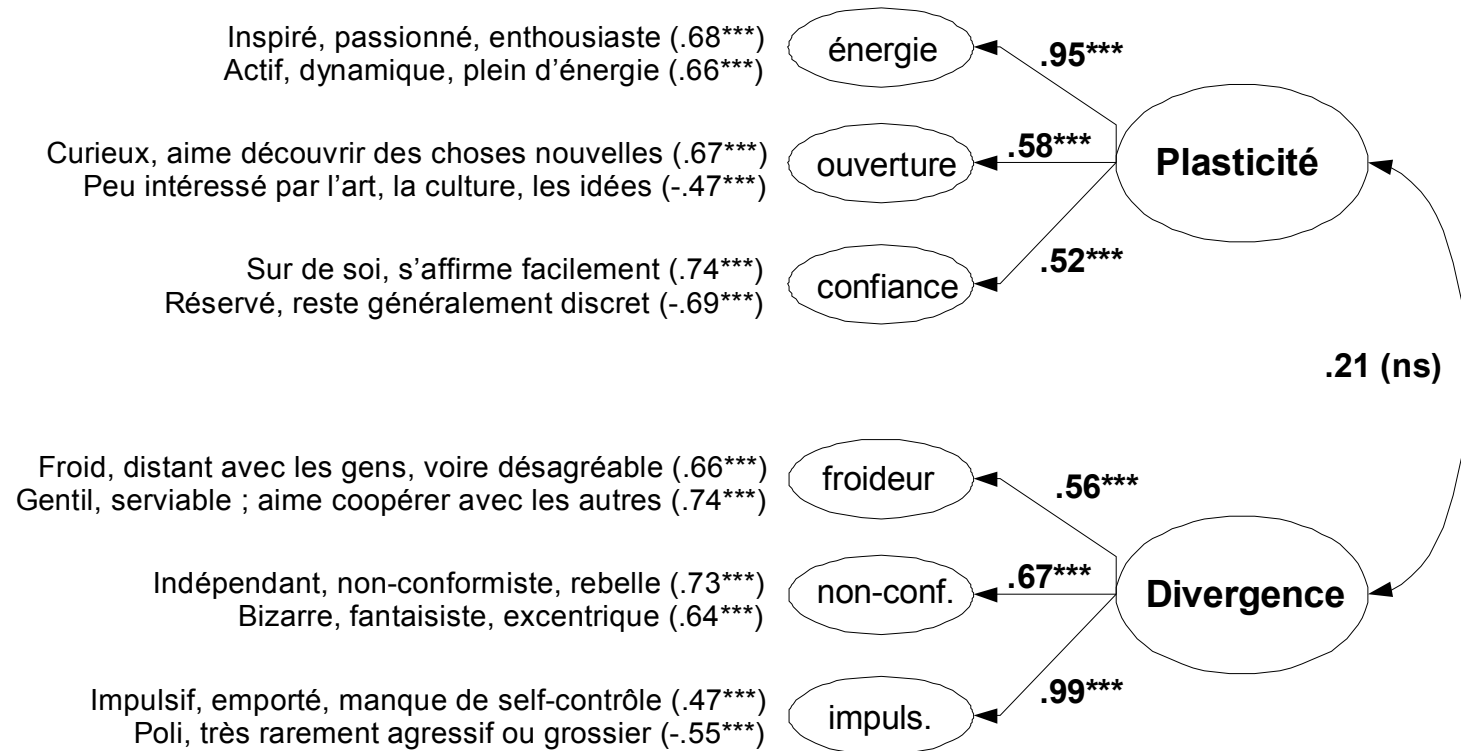 Inspiré, passionné, enthousiaste (.68***)
Actif, dynamique, plein d’énergie (.66***)
énergie
.95***
Curieux, aime découvrir des choses nouvelles (.67***)
Peu intéressé par l’art, la culture, les idées (-.47***)
ouverture
.58***
Plasticité
Sur de soi, s’affirme facilement (.74***)
Réservé, reste généralement discret (-.69***)
confiance
.52***
.21 (ns)
Froid, distant avec les gens, voire désagréable (.66***)
Gentil, serviable ; aime coopérer avec les autres (.74***)
froideur
.56***
Indépendant, non-conformiste, rebelle (.73***)
Bizarre, fantaisiste, excentrique (.64***)
non-conf.
.67***
Divergence
Impulsif, emporté, manque de self-contrôle (.47***)
Poli, très rarement agressif ou grossier (-.55***)
impuls.
.99***